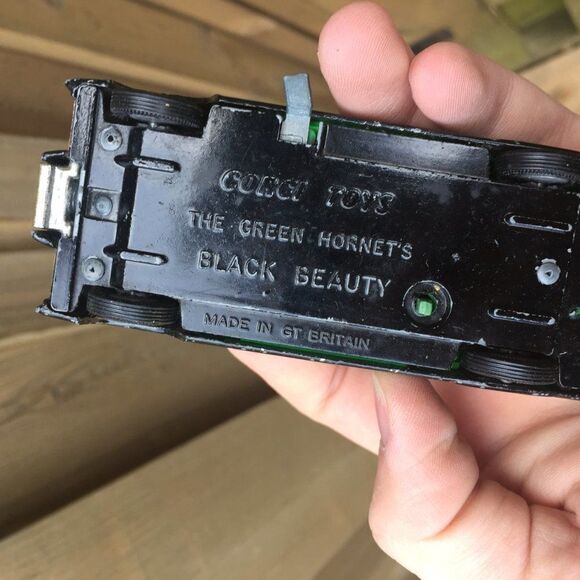 CORGI TOYS
THE GREEN HORNET'S
BLACK BEAUTY
MADE IN GT BRITAIN